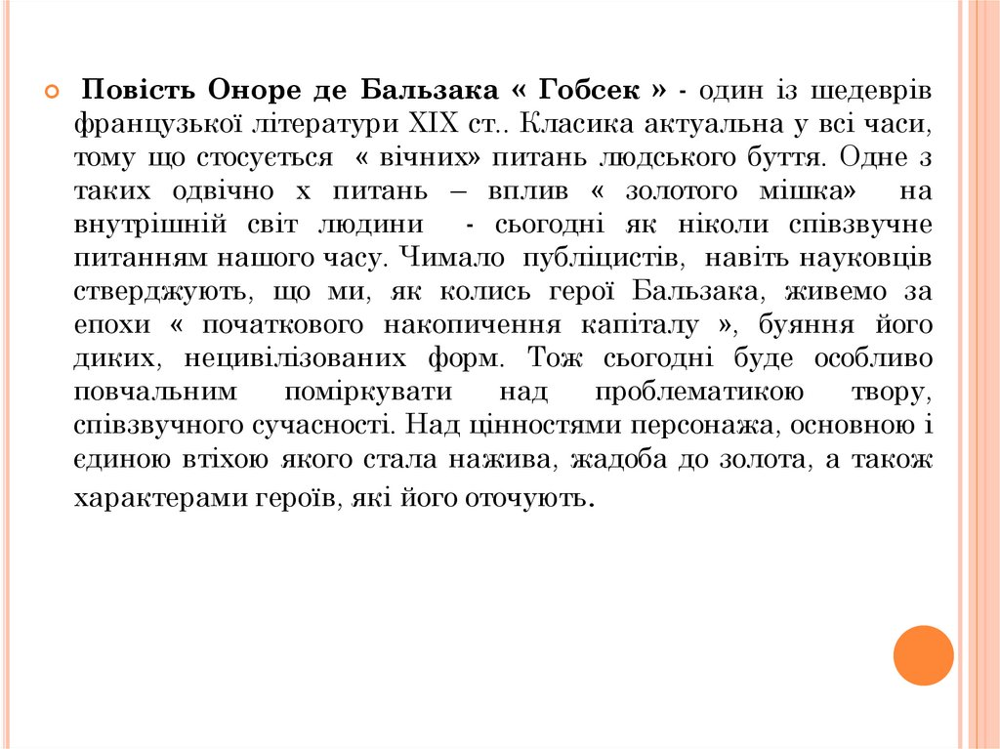 Повість Оноре де Бальзака « Гобсек » - один із шедеврів
французької літератури XIX ст.. Класика актуальна у всі часи,
тому що стосується « вічних» питань людського буття. Одне з
таких одвічно х питань – вплив « золотого мішка» на
внутрішній світ людини - сьогодні як ніколи співзвучне
питанням нашого часу. Чимало публіцистів, навіть науковців
стверджують, що ми, як колись герої Бальзака, живемо за
епохи « початкового накопичення капіталу », буяння його
диких, нецивілізованих форм. Тож сьогодні буде особливо
повчальним поміркувати над проблематикою твору,
співзвучного сучасності. Над цінностями персонажа, основною і
єдиною втіхою якого стала нажива, жадоба до золота, а також
характерами героїв, які його оточують.